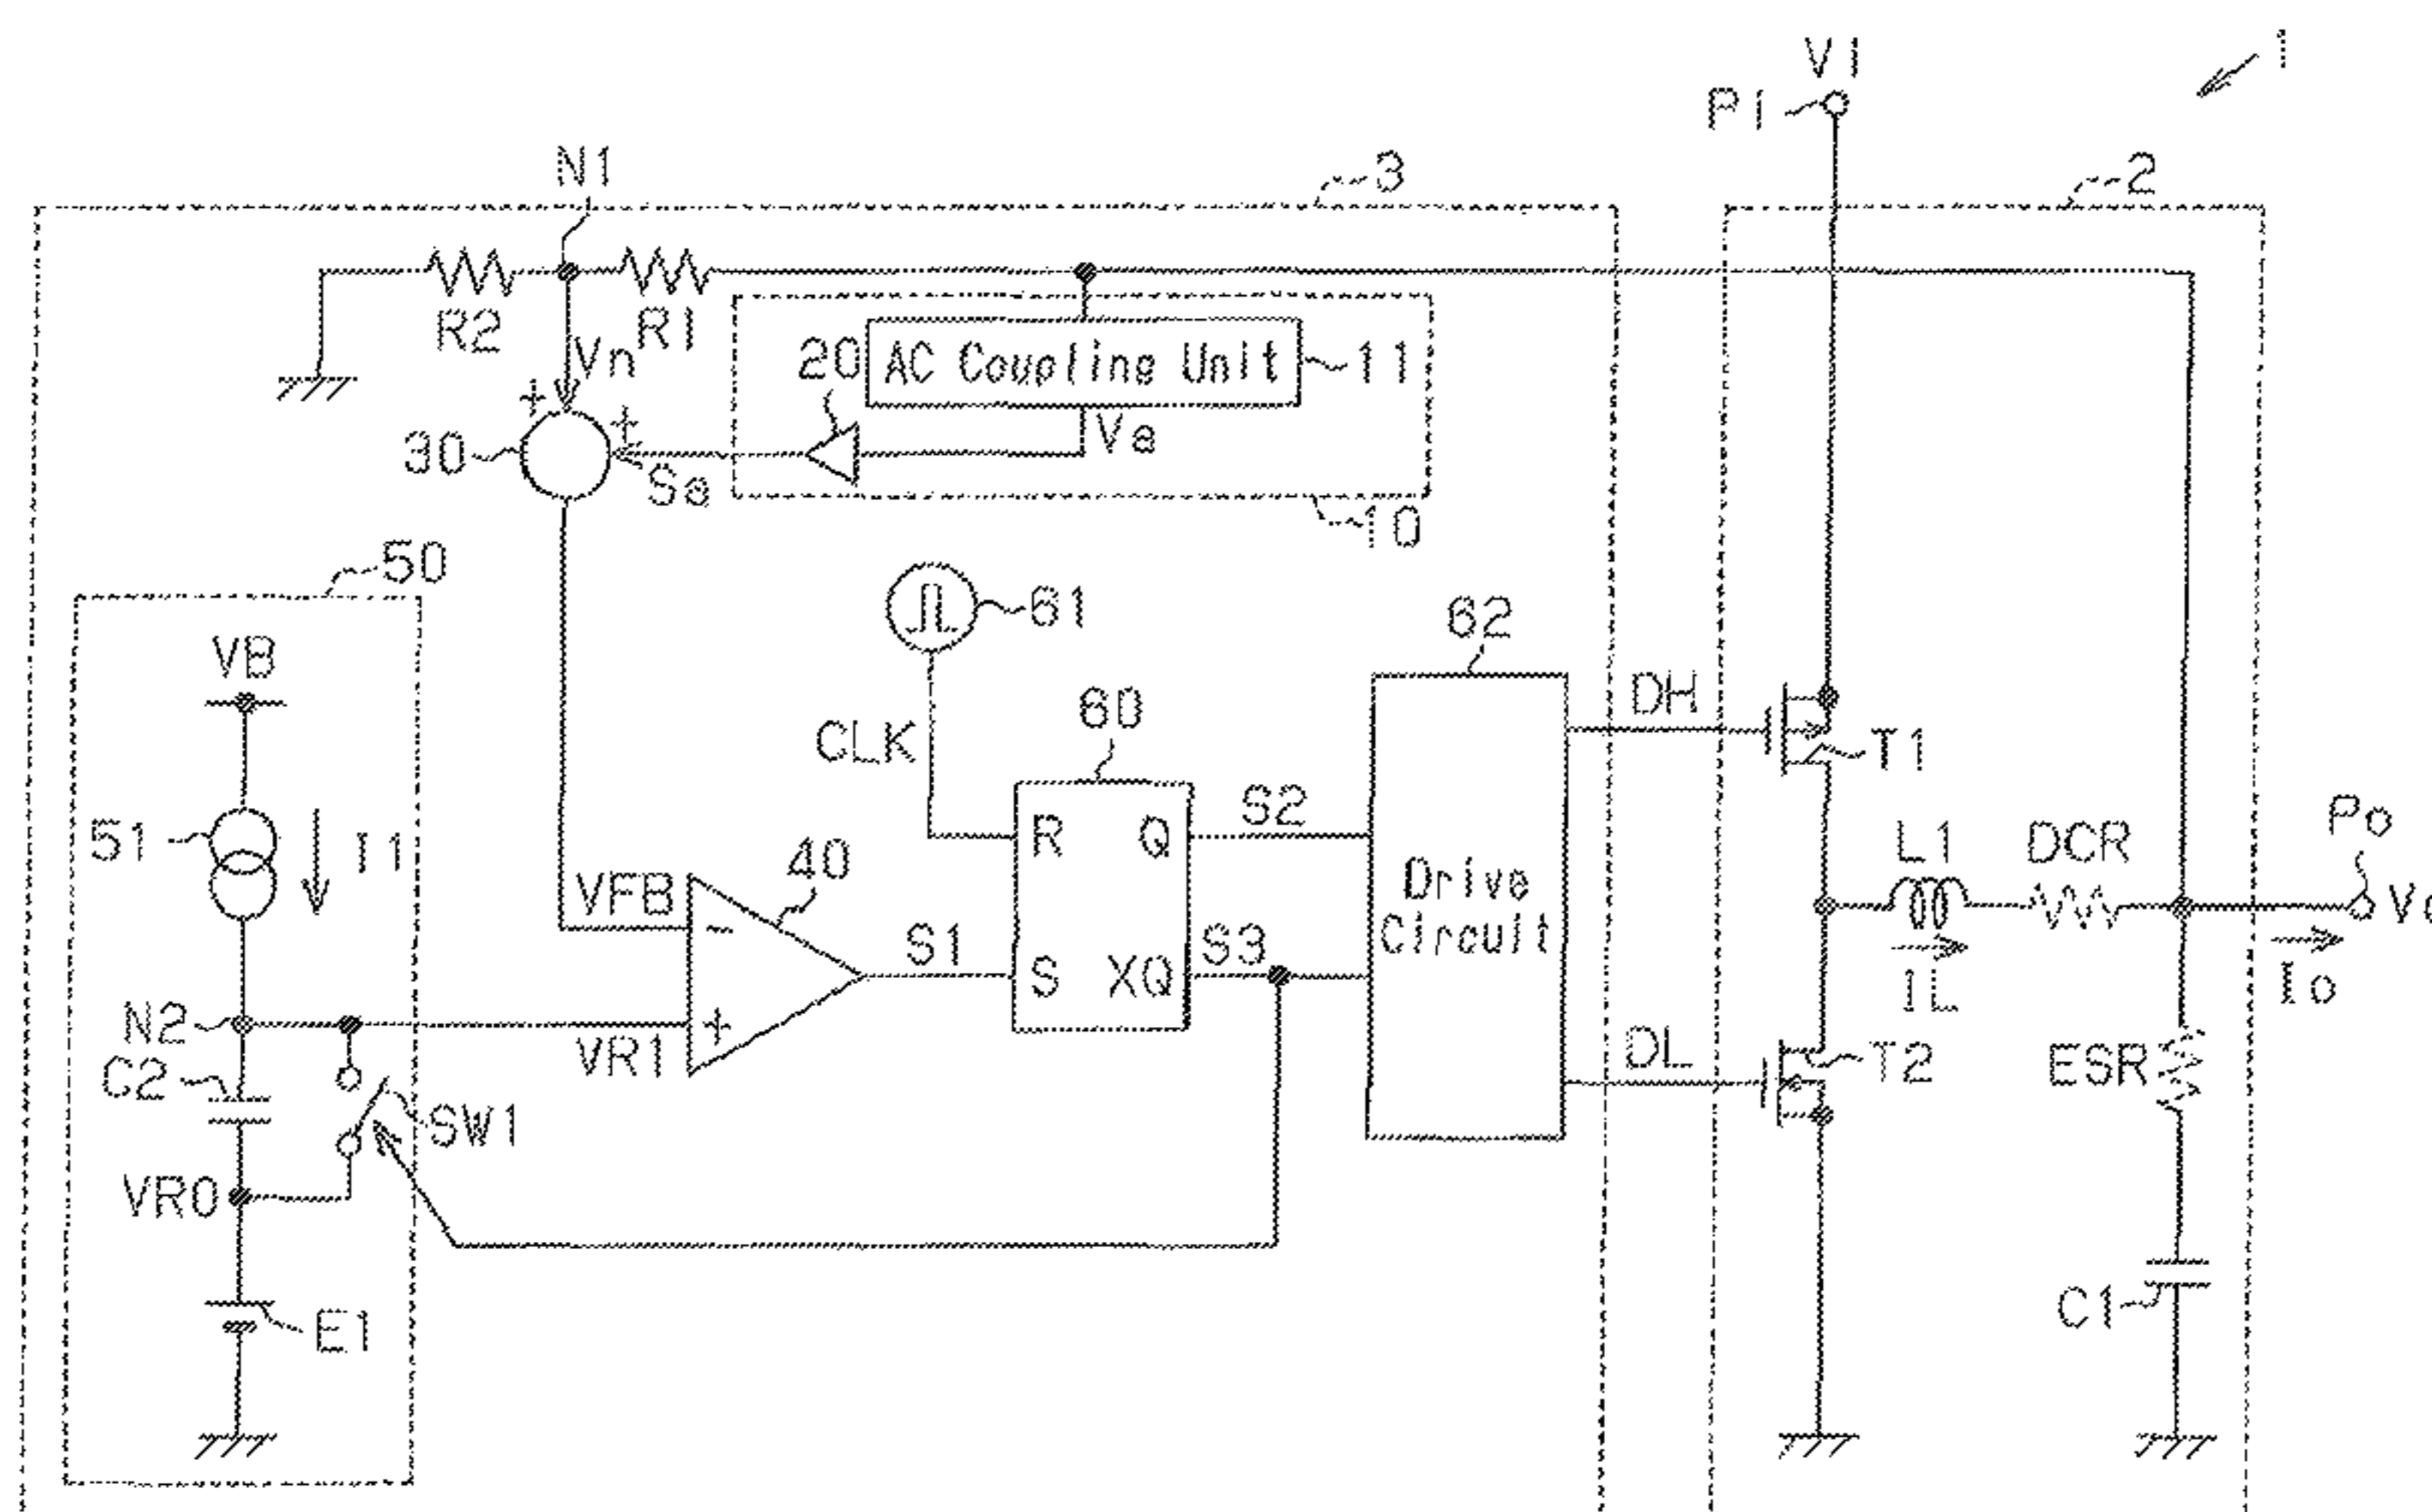 1
V1
P1
N1
3
2
R2
Vn
R1
20
AC Coupling Unit
11
+
+
30
Va
Sa
10
50
61
62
VB
CLK
60
DH
T1
51
I1
R
Q
S2
40
VFB
-
S1
S
XQ
S3
Drive
Circuit
L1
DCR
Po
IL
Io
N2
VR1
+
C2
DL
T2
ESR
SW1
VR0
E1
C1